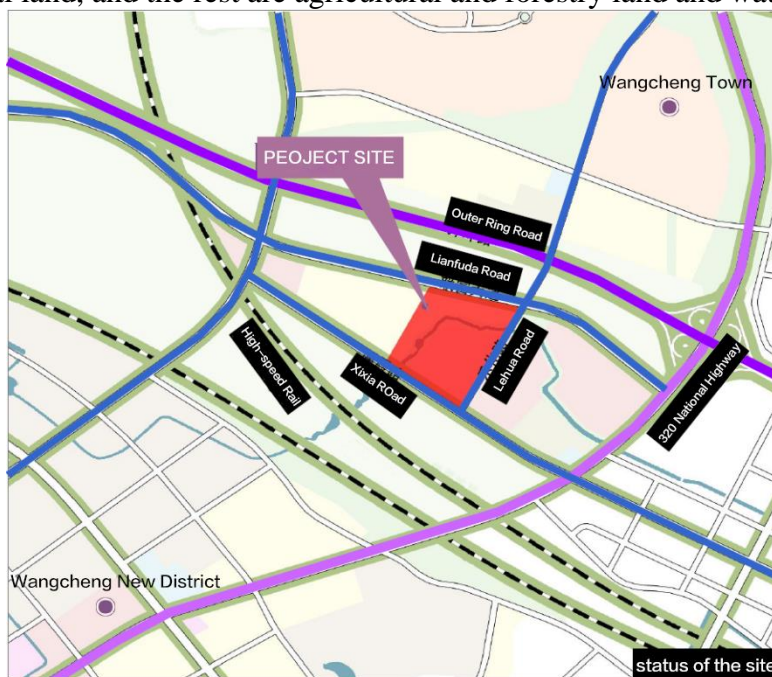 land, and the rest are agricultural and forestry land and wat
Wangcheng Town
PEOJECT SITE
Outer Ring Road
Lianfuda Road
High-speed Rail
Xixia ROad
Lehua Road
320 National Highway
Wangcheng New District
status of the site